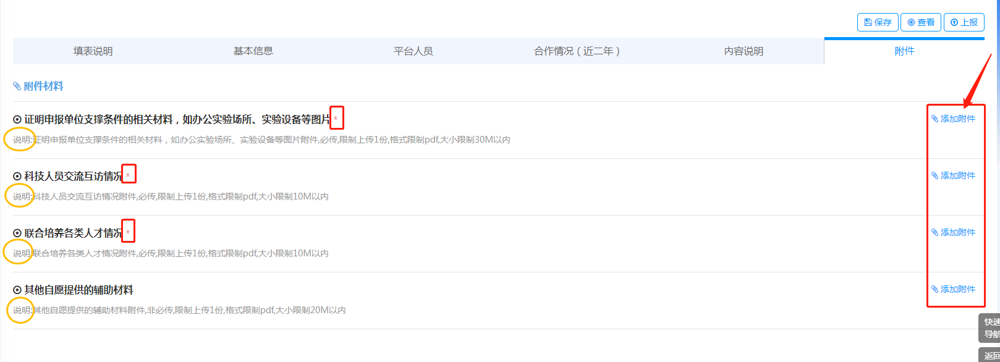 保存 查看 上报
填表说明 基本信息 平台人员 合作情况（近二年） 内容说明 附件
附件材料
证明申报单位支撑条件的相关材料，如办公实验场所、实验设备等图片 * 添加附件
说明:证明申报单位支撑条件的相关材料，如办公实验场所、实验设备等图片附件,必传,限制上传1份,格式限制pdf,大小限制30M以内
科技人员交流互访情况 * 添加附件
说明:科技人员交流互访情况附件,必传,限制上传1份,格式限制pdf,大小限制10M以内
联合培养各类人才情况 * 添加附件
说明:联合培养各类人才情况附件,必传,限制上传1份,格式限制pdf,大小限制10M以内
其他自愿提供的辅助材料 添加附件
说明:其他自愿提供的辅助材料附件,非必传,限制上传1份,格式限制pdf,大小限制20M以内
快速
导航
返回